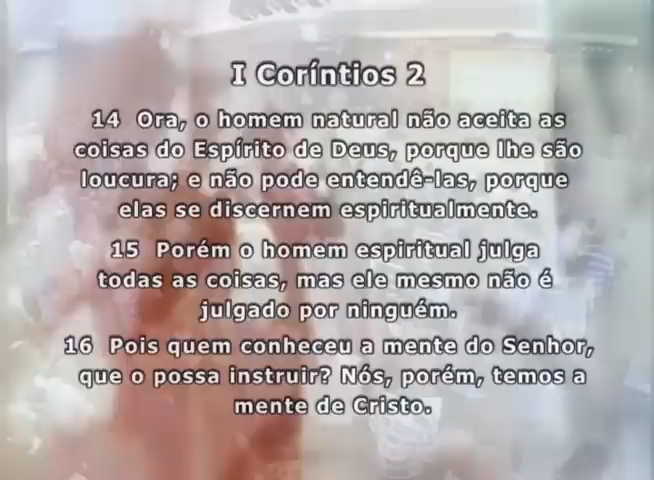 I Coríntios 2
14 Ora, o homem natural não aceita as
coisas do Espírito de Deus, porque lhe são
loucura; e não pode entendê-las, porque
elas se discernem espiritualmente.
15 Porém o homem espiritual julga
todas as coisas, mas ele mesmo não é
julgado por ninguém.
16 Pois quem conheceu a mente do Senhor,
que o possa instruir? Nós, porém, temos a
mente de Cristo.